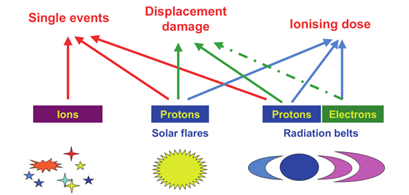 Single events
Displacement
damage
Ionising dose
Ions
Protons
Protons
Electrons
Solar flares
Radiation belts